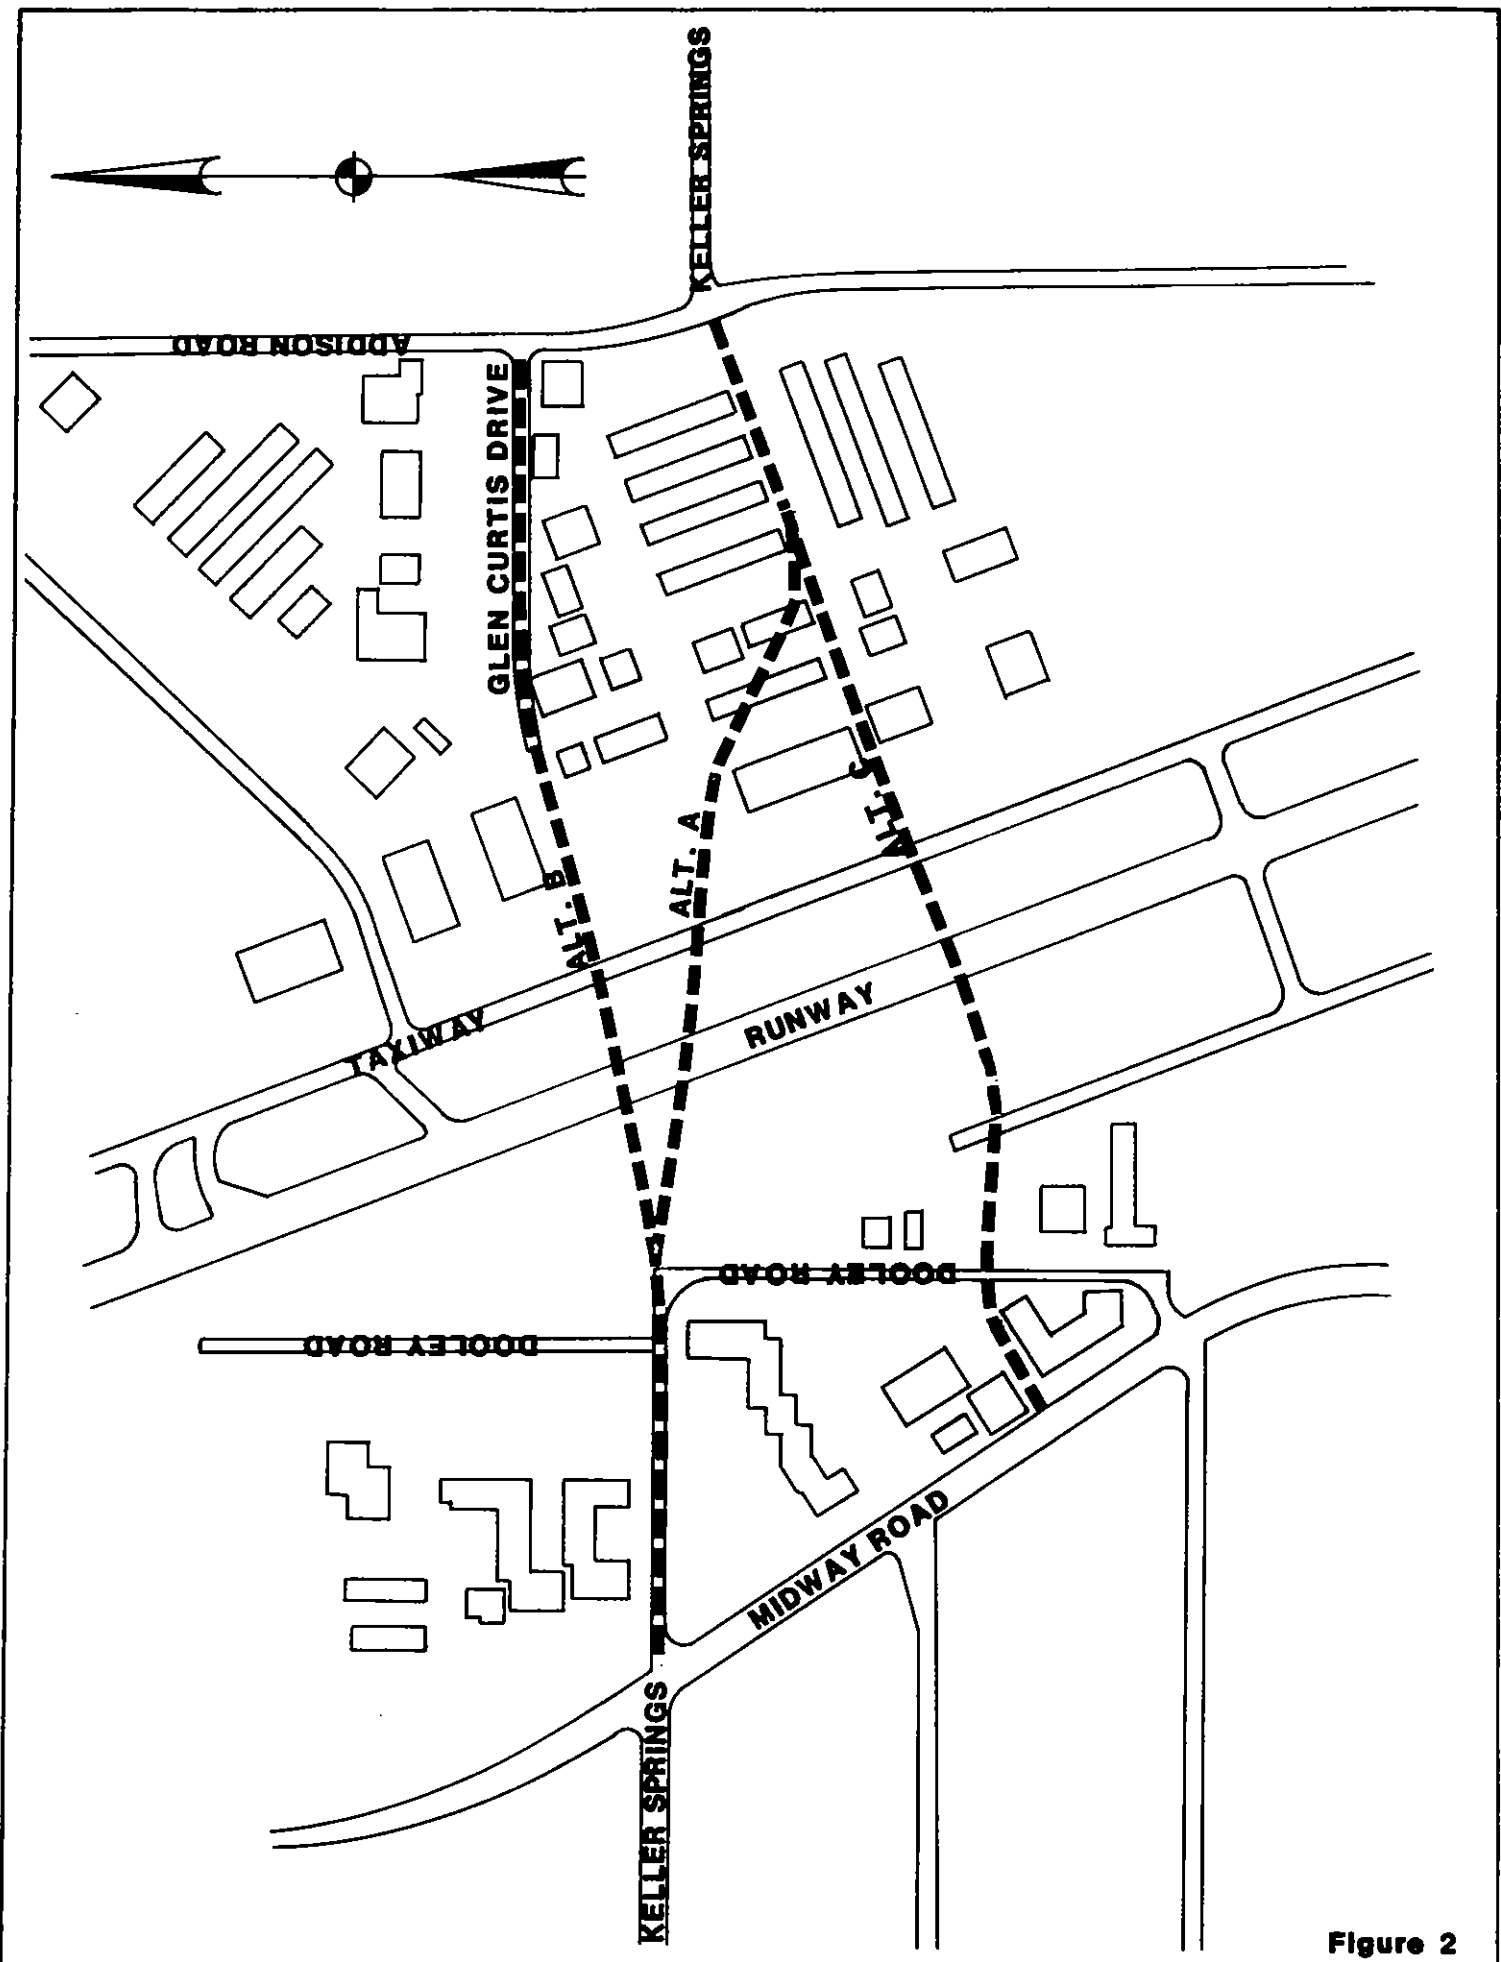 KELLER SPRINGS
ADDISON ROAD
GLEN CURTIS DRIVE
ALT. A
ALT. C
ALT. B
TAXIWAY
RUNWAY
DOOLEY ROAD
DOOLEY ROAD
MIDWAY ROAD
KELLER SPRINGS
Figure 2